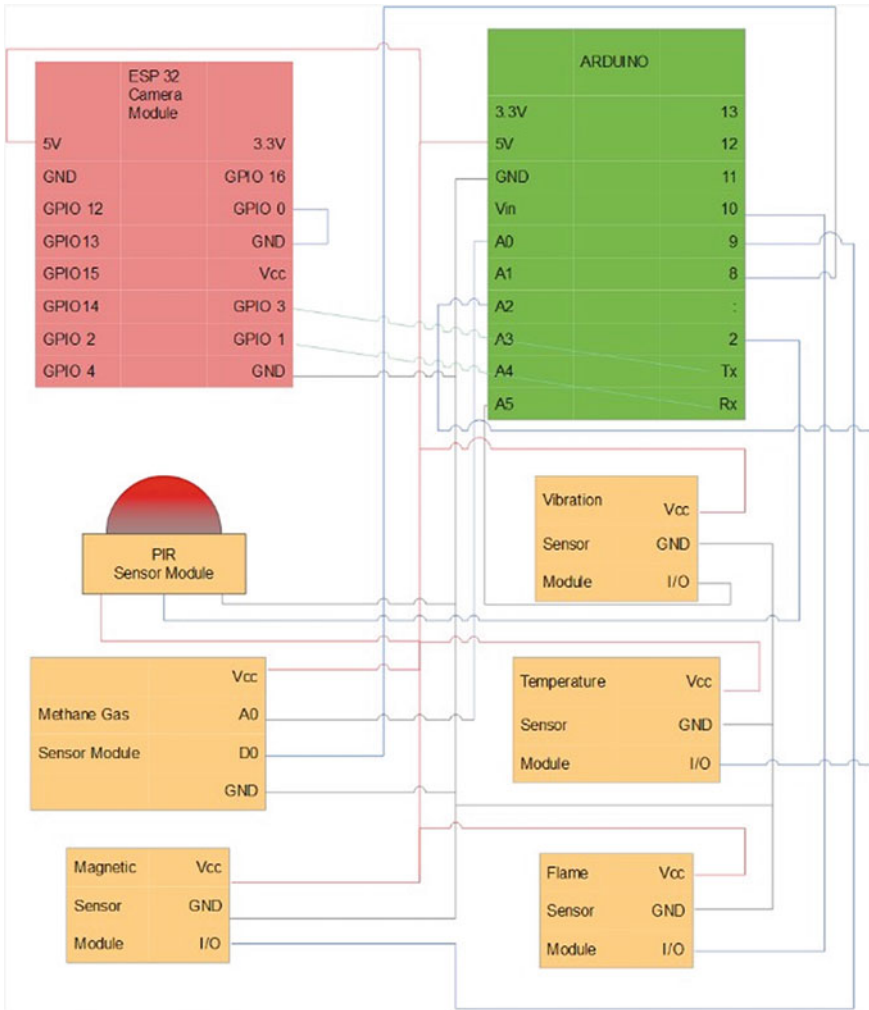 ESP 32
Camera
Module
5V 3.3V
GND GPIO 16
GPIO 12 GPIO 0
GPIO13 GND
GPIO15 Vcc
GPIO14 GPIO 3
GPIO 2 GPIO 1
GPIO 4 GND
ARDUINO
3.3V 13
5V 12
GND 11
Vin 10
A0 9
A1 8
A2 :
A3 2
A4 Tx
A5 Rx
PIR
Sensor Module
Vibration Vcc
Sensor GND
Module I/O
Vcc
Methane Gas A0
Sensor Module D0
GND
Temperature Vcc
Sensor GND
Module I/O
Magnetic Vcc
Sensor GND
Module I/O
Flame Vcc
Sensor GND
Module I/O